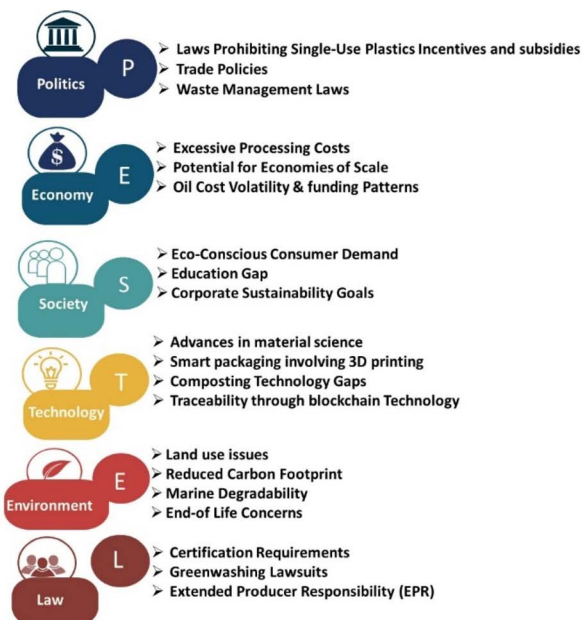 Politics
P
➢ Laws Prohibiting Single-Use Plastics Incentives and subsidies
➢ Trade Policies
➢ Waste Management Laws
$
Economy
E
➢ Excessive Processing Costs
➢ Potential for Economies of Scale
➢ Oil Cost Volatility & funding Patterns
Society
S
➢ Eco-Conscious Consumer Demand
➢ Education Gap
➢ Corporate Sustainability Goals
Technology
T
➢ Advances in material science
➢ Smart packaging involving 3D printing
➢ Composting Technology Gaps
➢ Traceability through blockchain Technology
Environment
E
➢ Land use issues
➢ Reduced Carbon Footprint
➢ Marine Degradability
➢ End-of Life Concerns
Law
L
➢ Certification Requirements
➢ Greenwashing Lawsuits
➢ Extended Producer Responsibility (EPR)